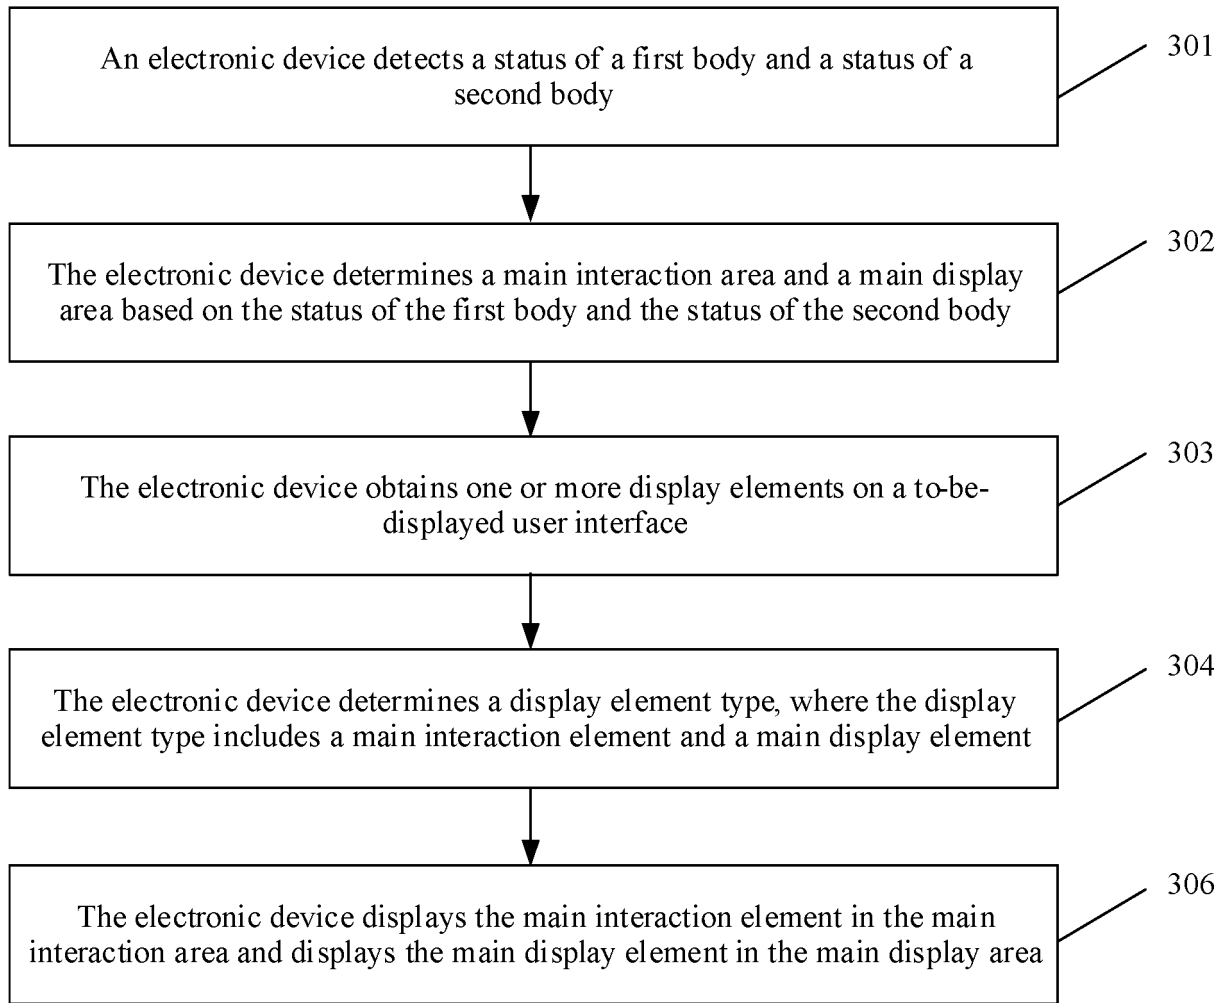 An electronic device detects a status of a first body and a status of a
second body
301
The electronic device determines a main interaction area and a main display
area based on the status of the first body and the status of the second body
302
The electronic device obtains one or more display elements on a to-be-
displayed user interface
303
The electronic device determines a display element type, where the display
element type includes a main interaction element and a main display element
304
The electronic device displays the main interaction element in the main
interaction area and displays the main display element in the main display area
306